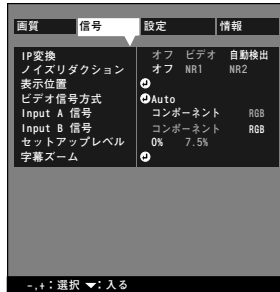 画質 信号 設定 情報
IP変換 オフ ビデオ 自動検出
ノイズリダクション オフ NR1 NR2
表示位置
ビデオ信号方式 Auto
Input A 信号 コンポーネント RGB
Input B 信号 コンポーネント RGB
セットアップレベル 0% 7.5%
字幕ズーム
-,+：選択 ▼：入る